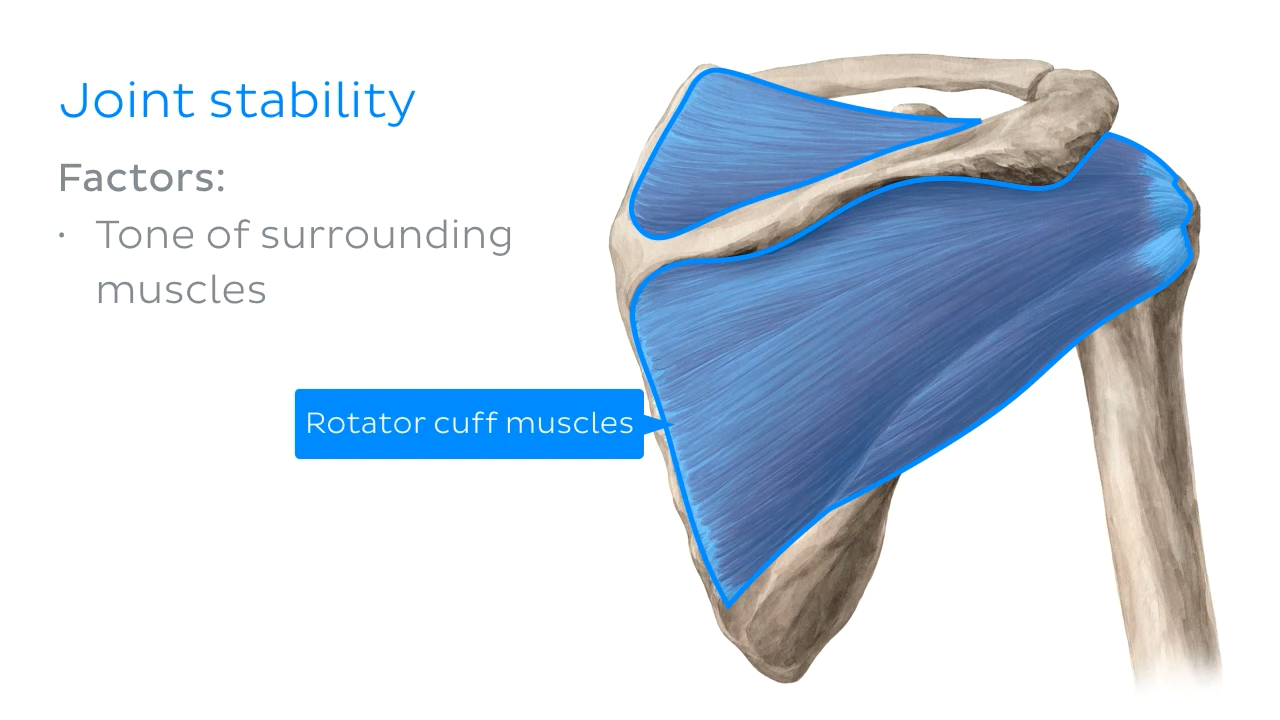 Joint stability
Factors:
· Tone of surrounding
muscles
Rotator cuff muscles